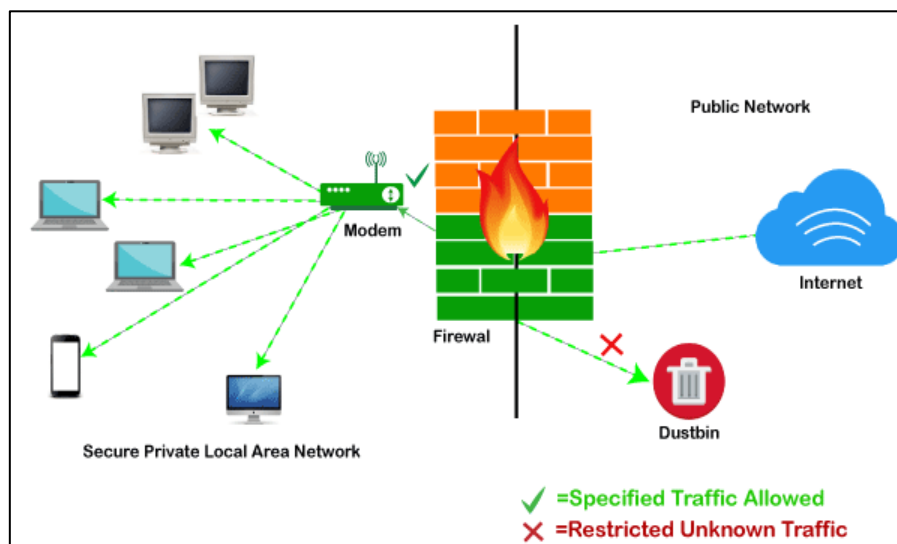 Public Network
Modem
Internet
Firewal
Dustbin
Secure Private Local Area Network
=Specified Traffic Allowed
=Restricted Unknown Traffic